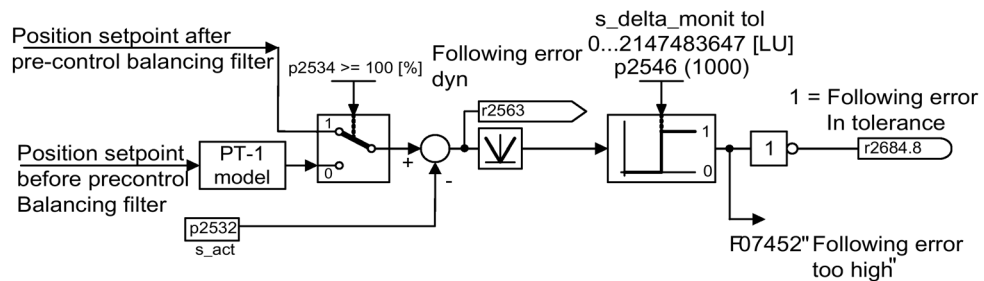 s_delta_monit tol
0...2147483647 [LU]
p2546 (1000)
Position setpoint after
pre-control balancing filter
Following error
dyn
p2534 >= 100 [%]
r2563
1 = Following error
In tolerance
1
0
+
-
1
0
1
r2684.8
Position setpoint
before precontrol
Balancing filter
PT-1
model
p2532
s_act
F07452"Following error
too high"